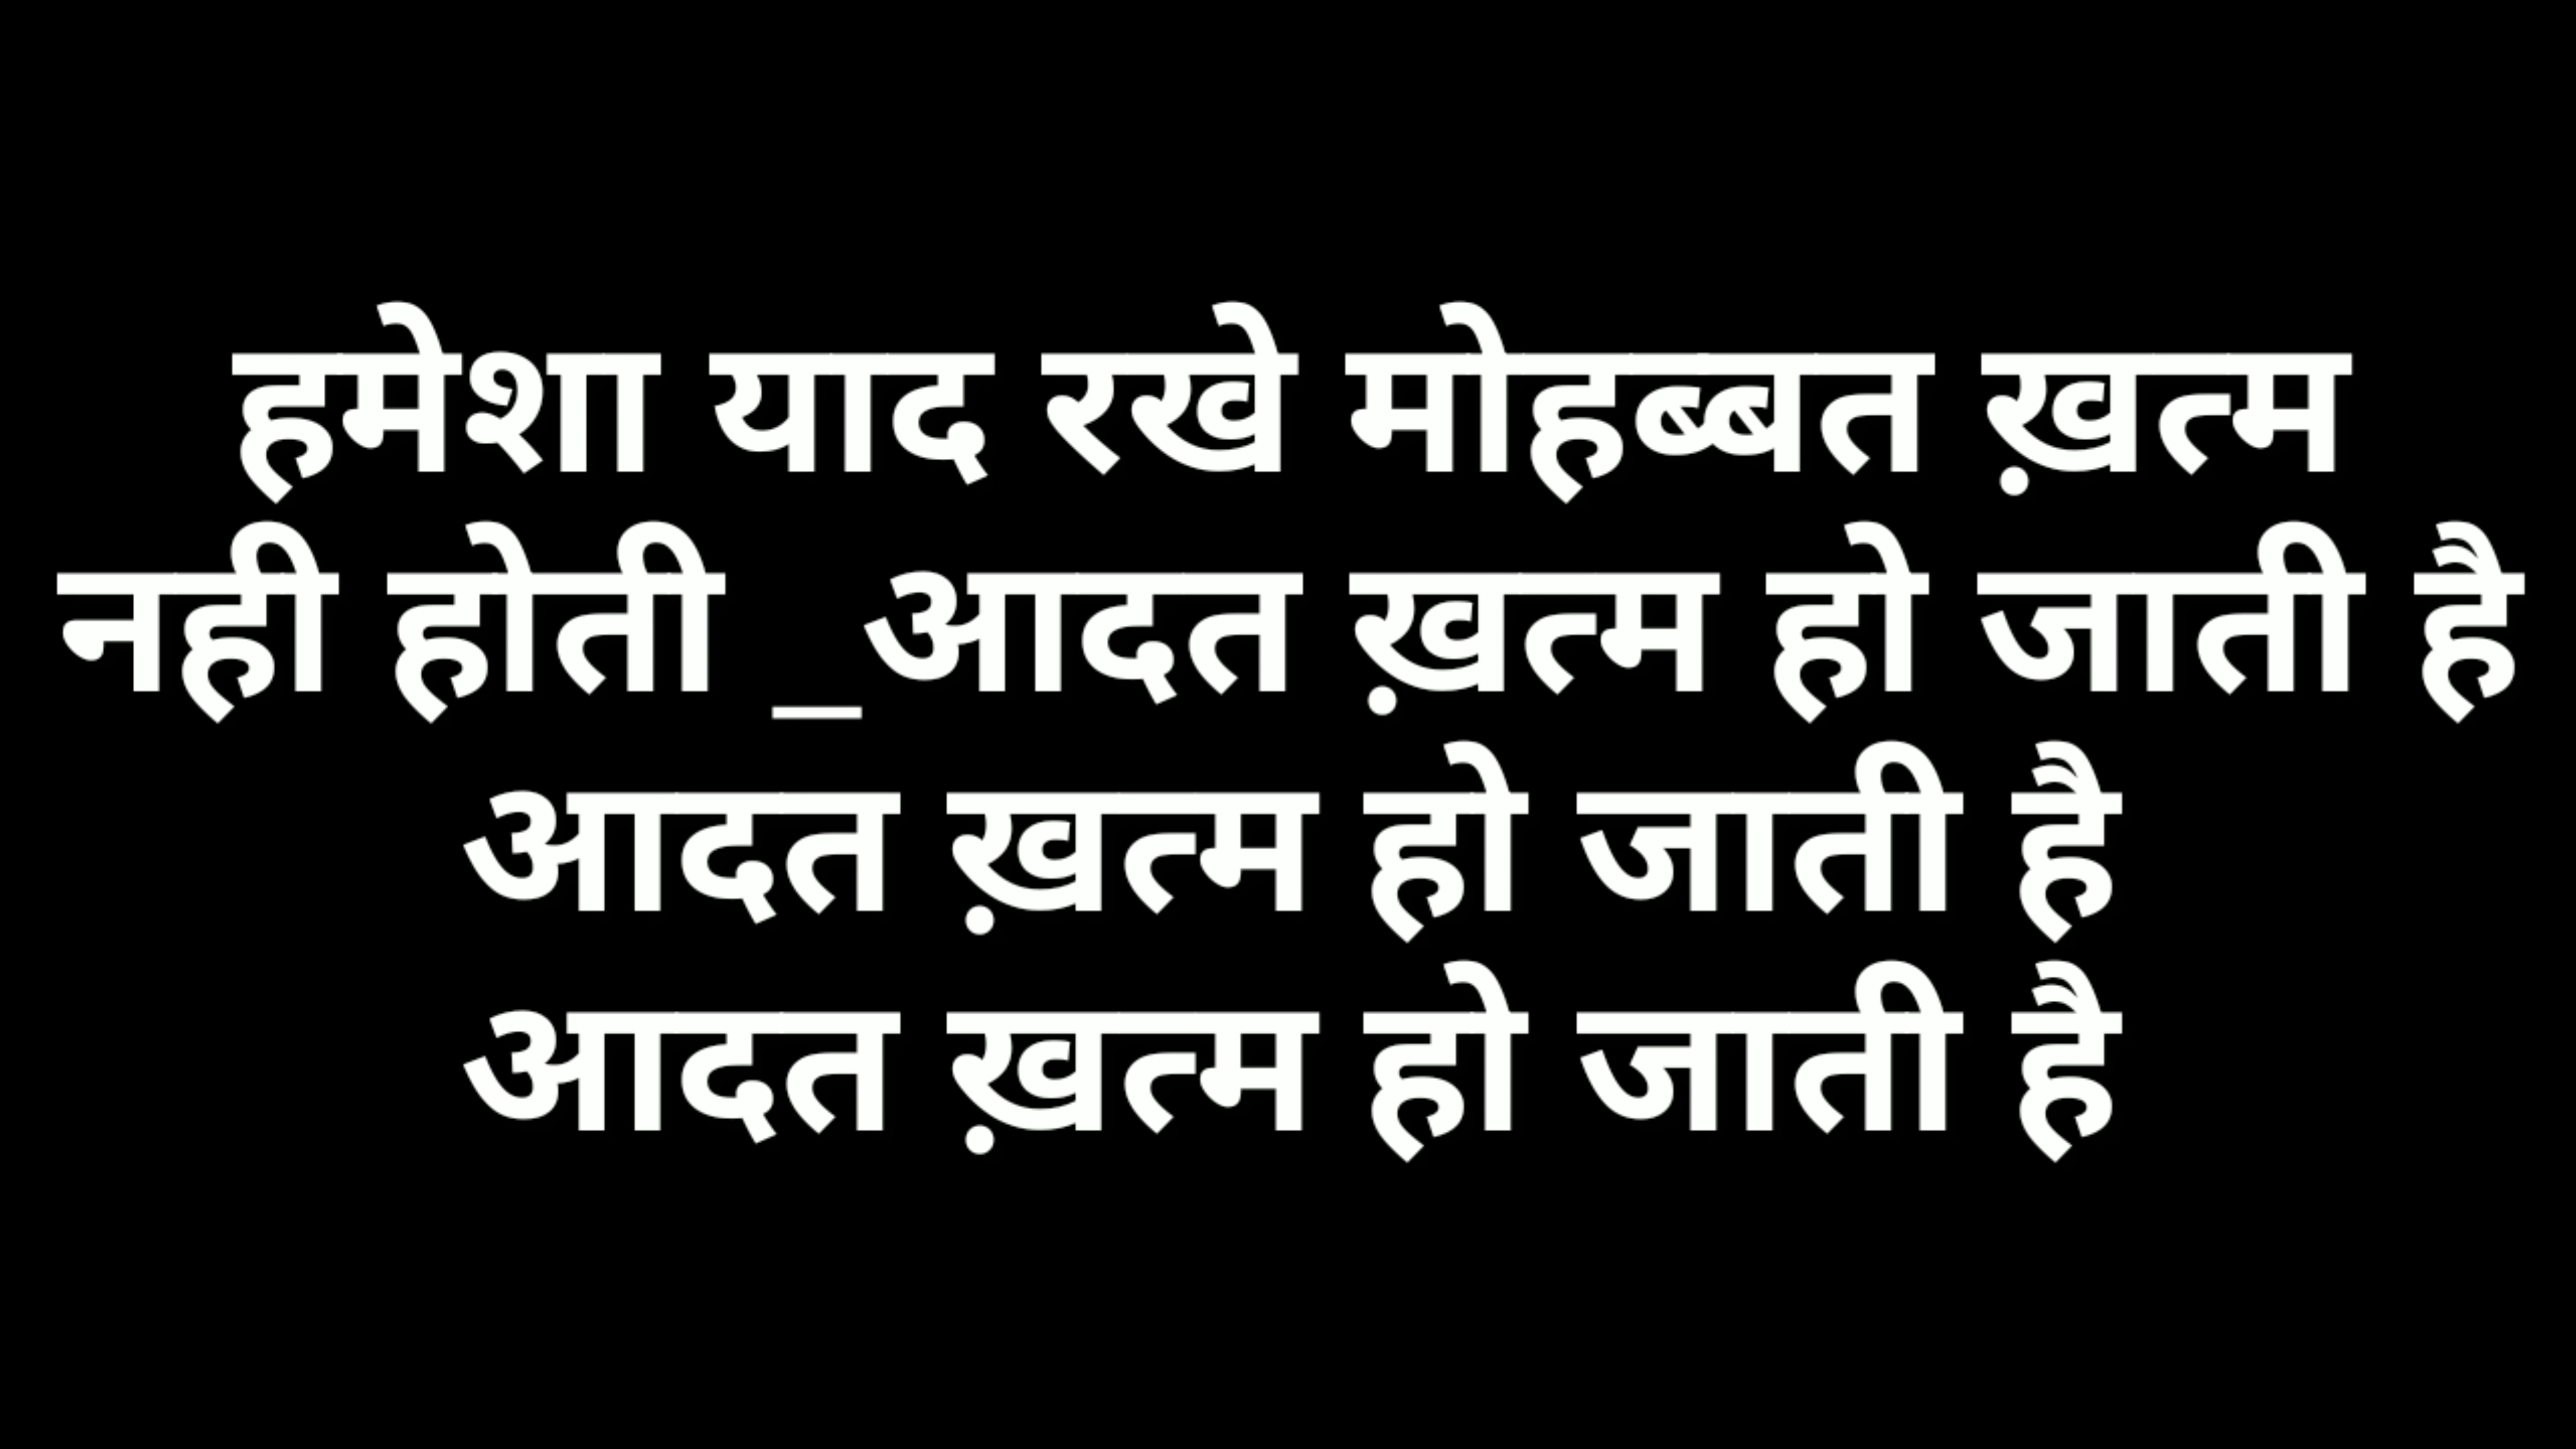 हमेशा याद रखे मोहब्बत ख़त्म
नही होती _आदत ख़त्म हो जाती है
आदत ख़त्म हो जाती है
आदत ख़त्म हो जाती है